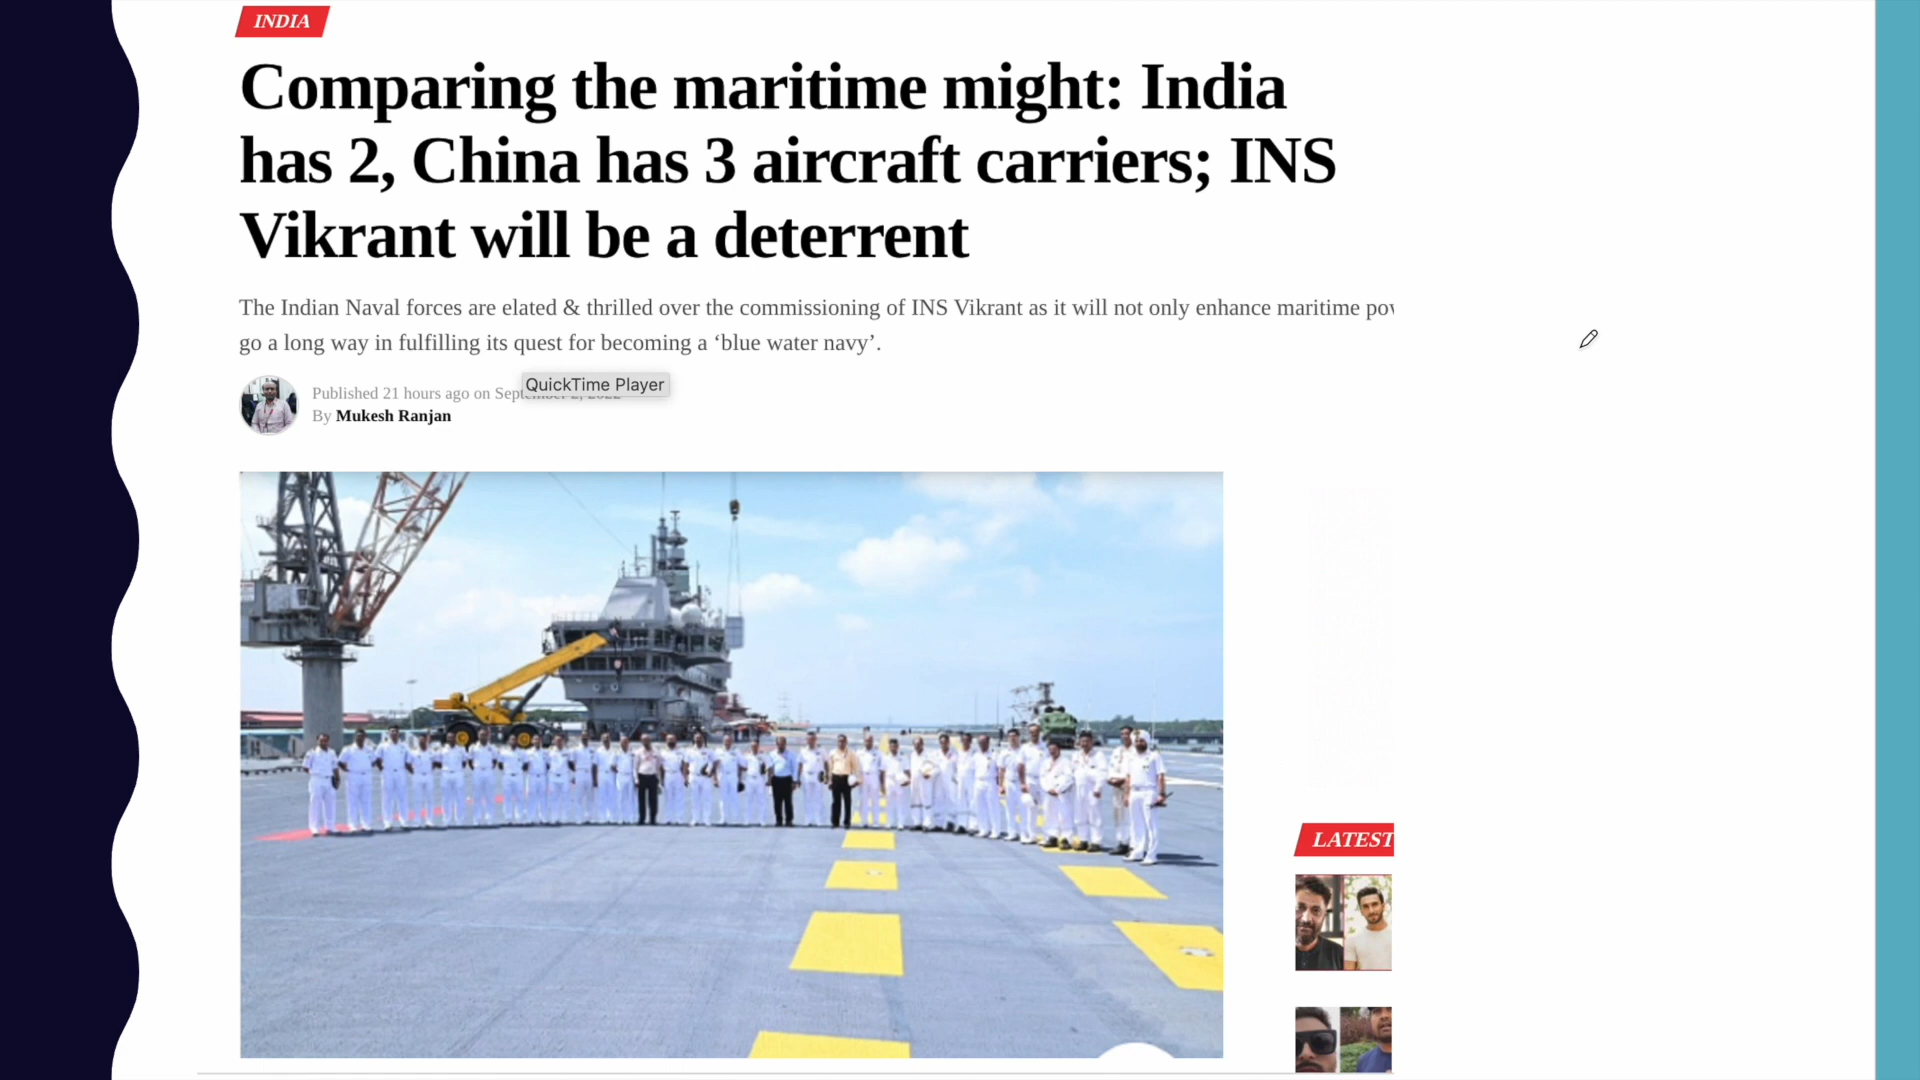 INDIA
Comparing the maritime might: India
has 2, China has 3 aircraft carriers; INS
Vikrant will be a deterrent
The Indian Naval forces are elated & thrilled over the commissioning of INS Vikrant as it will not only enhance maritime
go a long way in fulfilling its quest for becoming a ‘blue water navy’.
QuickTime Player
Published 21 hours ago on September 2, 2022
By Mukesh Ranjan
LATEST